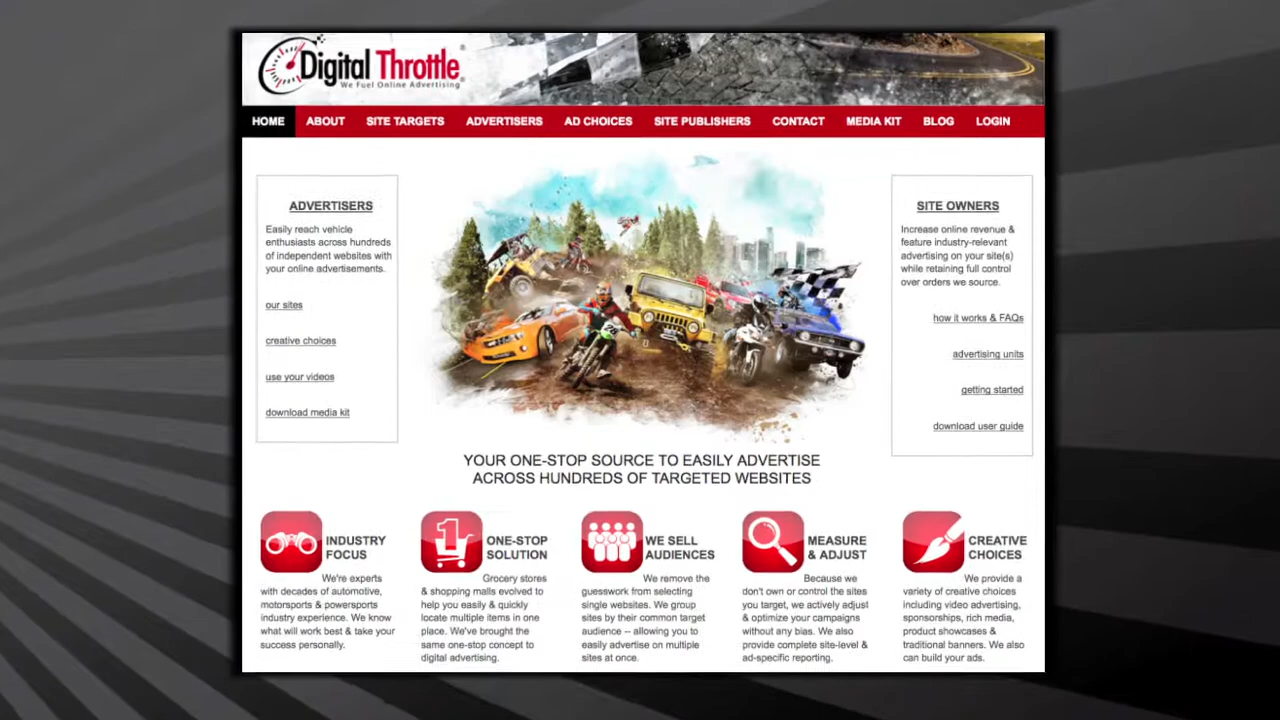 Digital Throttle®
We Fuel Online Advertising®
HOME ABOUT SITE TARGETS ADVERTISERS AD CHOICES SITE PUBLISHERS CONTACT MEDIA KIT BLOG LOGIN
ADVERTISERS
Easily reach vehicle
enthusiasts across hundreds
of independent websites with
your online advertisements.
our sites
creative choices
use your videos
download media kit
SITE OWNERS
Increase online revenue &
feature industry-relevant
advertising on your site(s)
while retaining full control
over orders we source.
how it works & FAQs
advertising units
getting started
download user guide
YOUR ONE-STOP SOURCE TO EASILY ADVERTISE
ACROSS HUNDREDS OF TARGETED WEBSITES
INDUSTRY
FOCUS
We're experts
with decades of automotive,
motorsports & powersports
industry experience. We know
what will work best & take your
success personally.
1
ONE-STOP
SOLUTION
Grocery stores
& shopping malls evolved to
help you easily & quickly
locate multiple items in one
place. We've brought the
same one-stop concept to
digital advertising.
WE SELL
AUDIENCES
We remove the
guesswork from selecting
single websites. We group
sites by their common target
audience -- allowing you to
easily advertise on multiple
sites at once.
MEASURE
& ADJUST
Because we
don't own or control the sites
you target, we actively adjust
& optimize your campaigns
without any bias. We also
provide complete site-level &
ad-specific reporting.
CREATIVE
CHOICES
We provide a
variety of creative choices
including video advertising,
sponsorships, rich media,
product showcases &
traditional banners. We also
can build your ads.